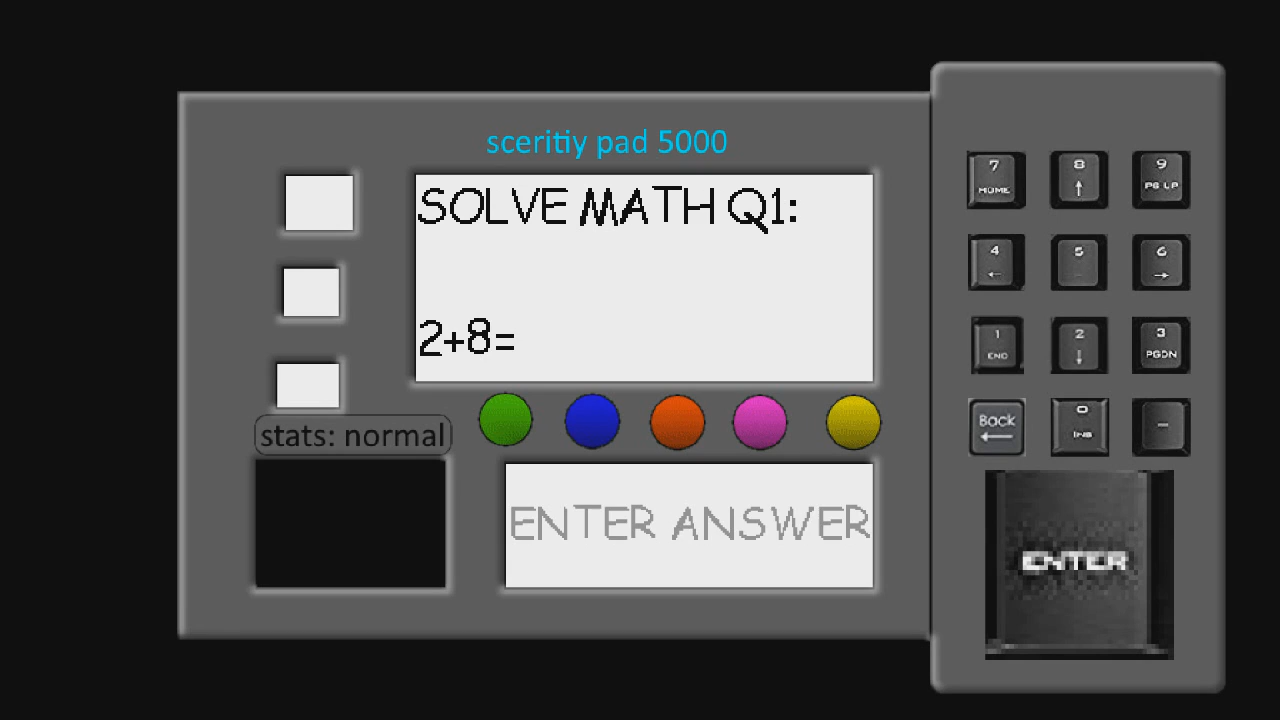 sceritiy pad 5000
SOLVE MATH Q1:
2+8=
stats: normal
ENTER ANSWER
7 HOME
8 ↑
9 PG UP
4 ←
5
6 →
1 END
2 ↓
3 PGDN
Back ←
0 INS
-
ENTER